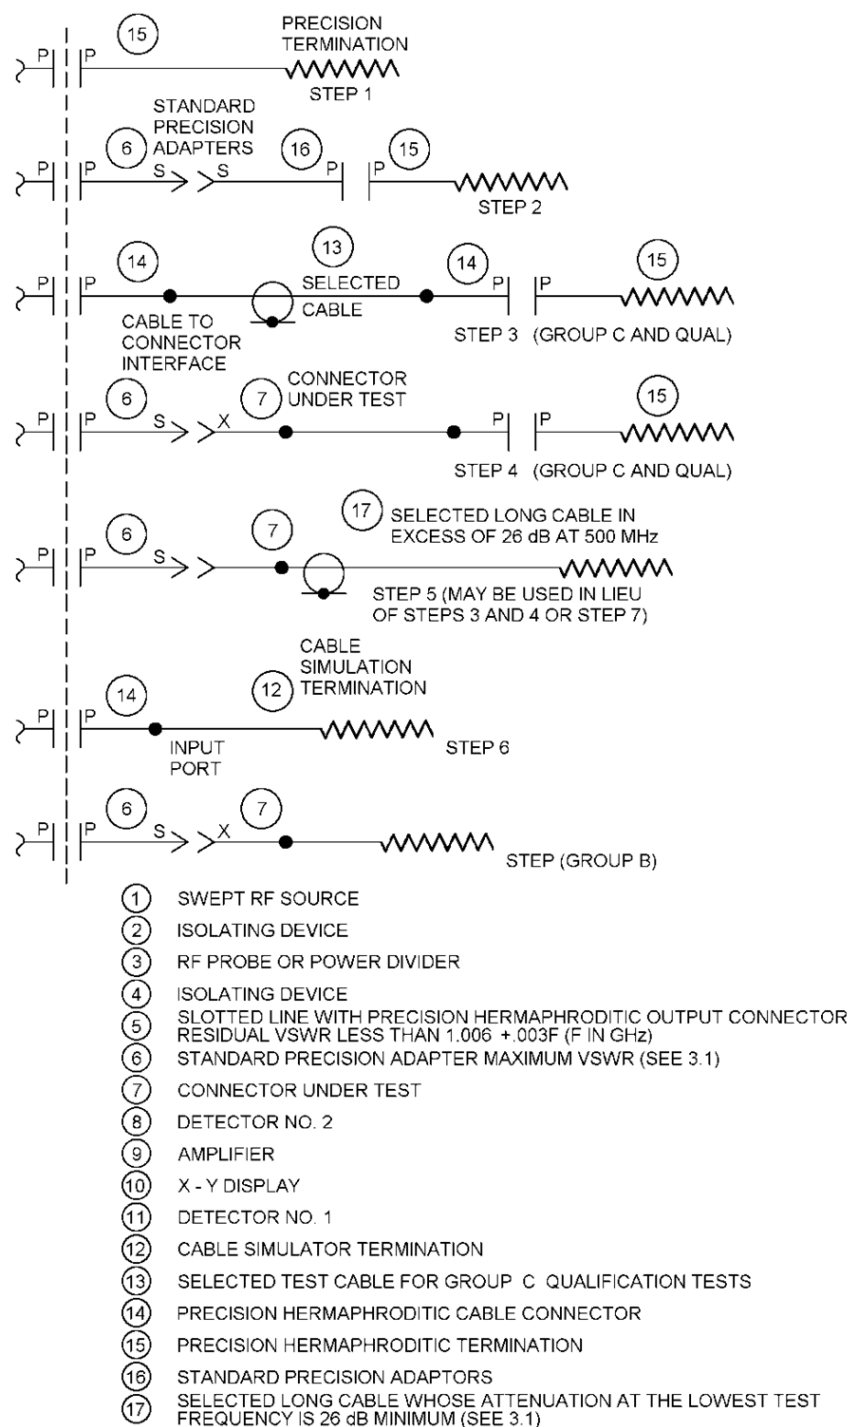 15 PRECISION
TERMINATION
P P
STEP 1
STANDARD
PRECISION
ADAPTERS
6 16 15
P P S S P P
STEP 2
13
14 SELECTED 14 15
P P CABLE P P
CABLE TO
CONNECTOR
INTERFACE
STEP 3 (GROUP C AND QUAL)
6 7 CONNECTOR
UNDER TEST 15
P P S X P P
STEP 4 (GROUP C AND QUAL)
17 SELECTED LONG CABLE IN
EXCESS OF 26 dB AT 500 MHz
6 7
P P S
STEP 5 (MAY BE USED IN LIEU
OF STEPS 3 AND 4 OR STEP 7)
CABLE
SIMULATION
TERMINATION
14 12
P P
INPUT
PORT
STEP 6
6 7
P P S X
STEP (GROUP B)
1 SWEPT RF SOURCE
2 ISOLATING DEVICE
3 RF PROBE OR POWER DIVIDER
4 ISOLATING DEVICE
5 SLOTTED LINE WITH PRECISION HERMAPHRODITIC OUTPUT CONNECTOR
RESIDUAL VSWR LESS THAN 1.006 +.003F (F IN GHz)
6 STANDARD PRECISION ADAPTER MAXIMUM VSWR (SEE 3.1)
7 CONNECTOR UNDER TEST
8 DETECTOR NO. 2
9 AMPLIFIER
10 X - Y DISPLAY
11 DETECTOR NO. 1
12 CABLE SIMULATOR TERMINATION
13 SELECTED TEST CABLE FOR GROUP C QUALIFICATION TESTS
14 PRECISION HERMAPHRODITIC CABLE CONNECTOR
15 PRECISION HERMAPHRODITIC TERMINATION
16 STANDARD PRECISION ADAPTORS
17 SELECTED LONG CABLE WHOSE ATTENUATION AT THE LOWEST TEST
FREQUENCY IS 26 dB MINIMUM (SEE 3.1)